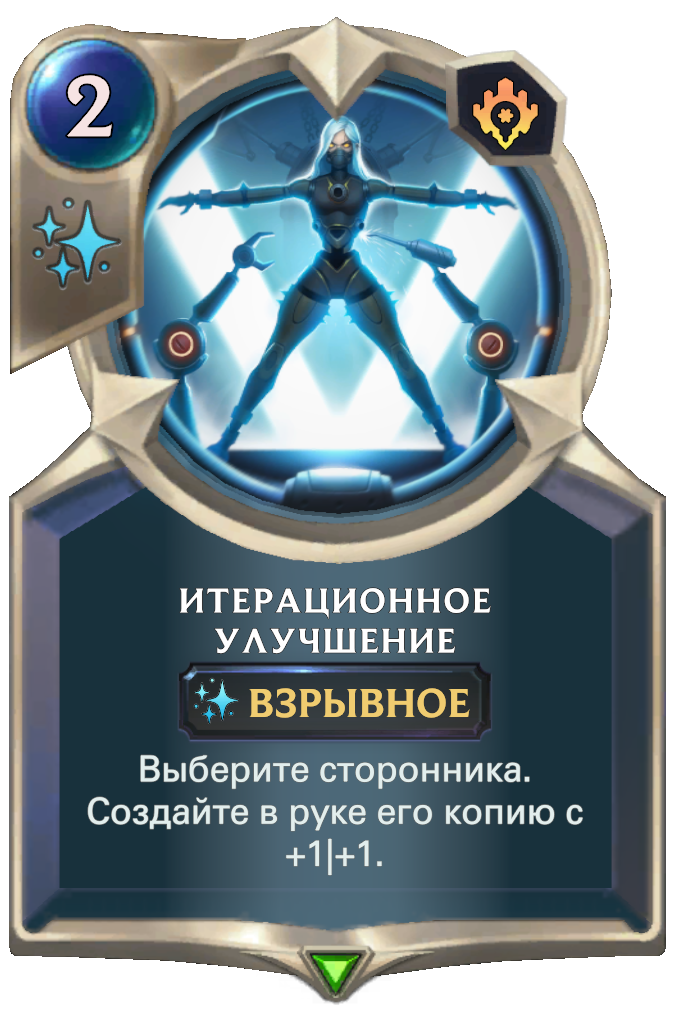 2
ИТЕРАЦИОННОЕ
УЛУЧШЕНИЕ
ВЗРЫВНОЕ
Выберите сторонника.
Создайте в руке его копию с
+1|+1.